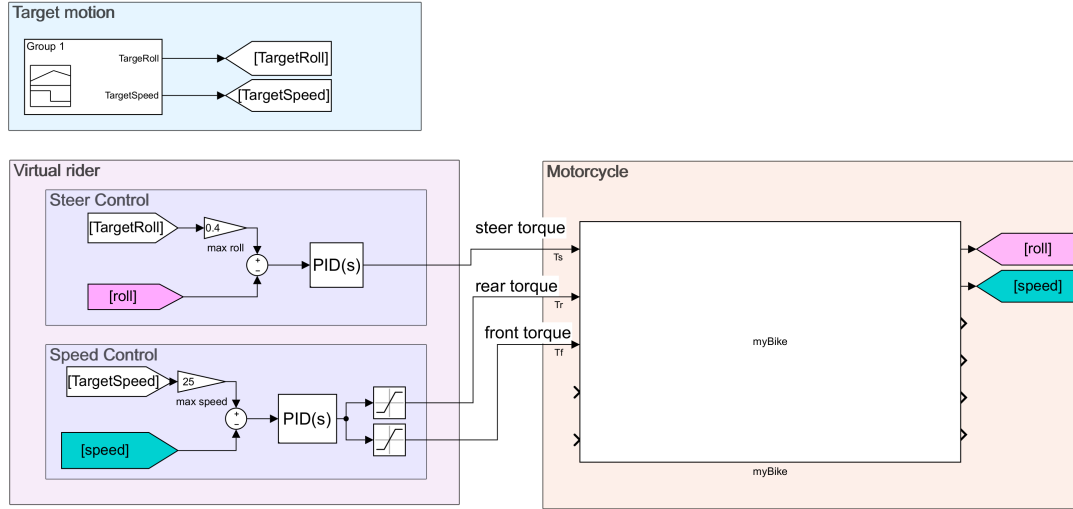 Target motion
Group 1
TargeRoll
[TargetRoll]
TargetSpeed
[TargetSpeed]
Virtual rider
Steer Control
[TargetRoll]
0.4
max roll
+
−
PID(s)
[roll]
Speed Control
[TargetSpeed]
25
max speed
+
−
PID(s)
[speed]
steer torque
rear torque
front torque
Motorcycle
Ts
Tr
Tf
myBike
myBike
[roll]
[speed]